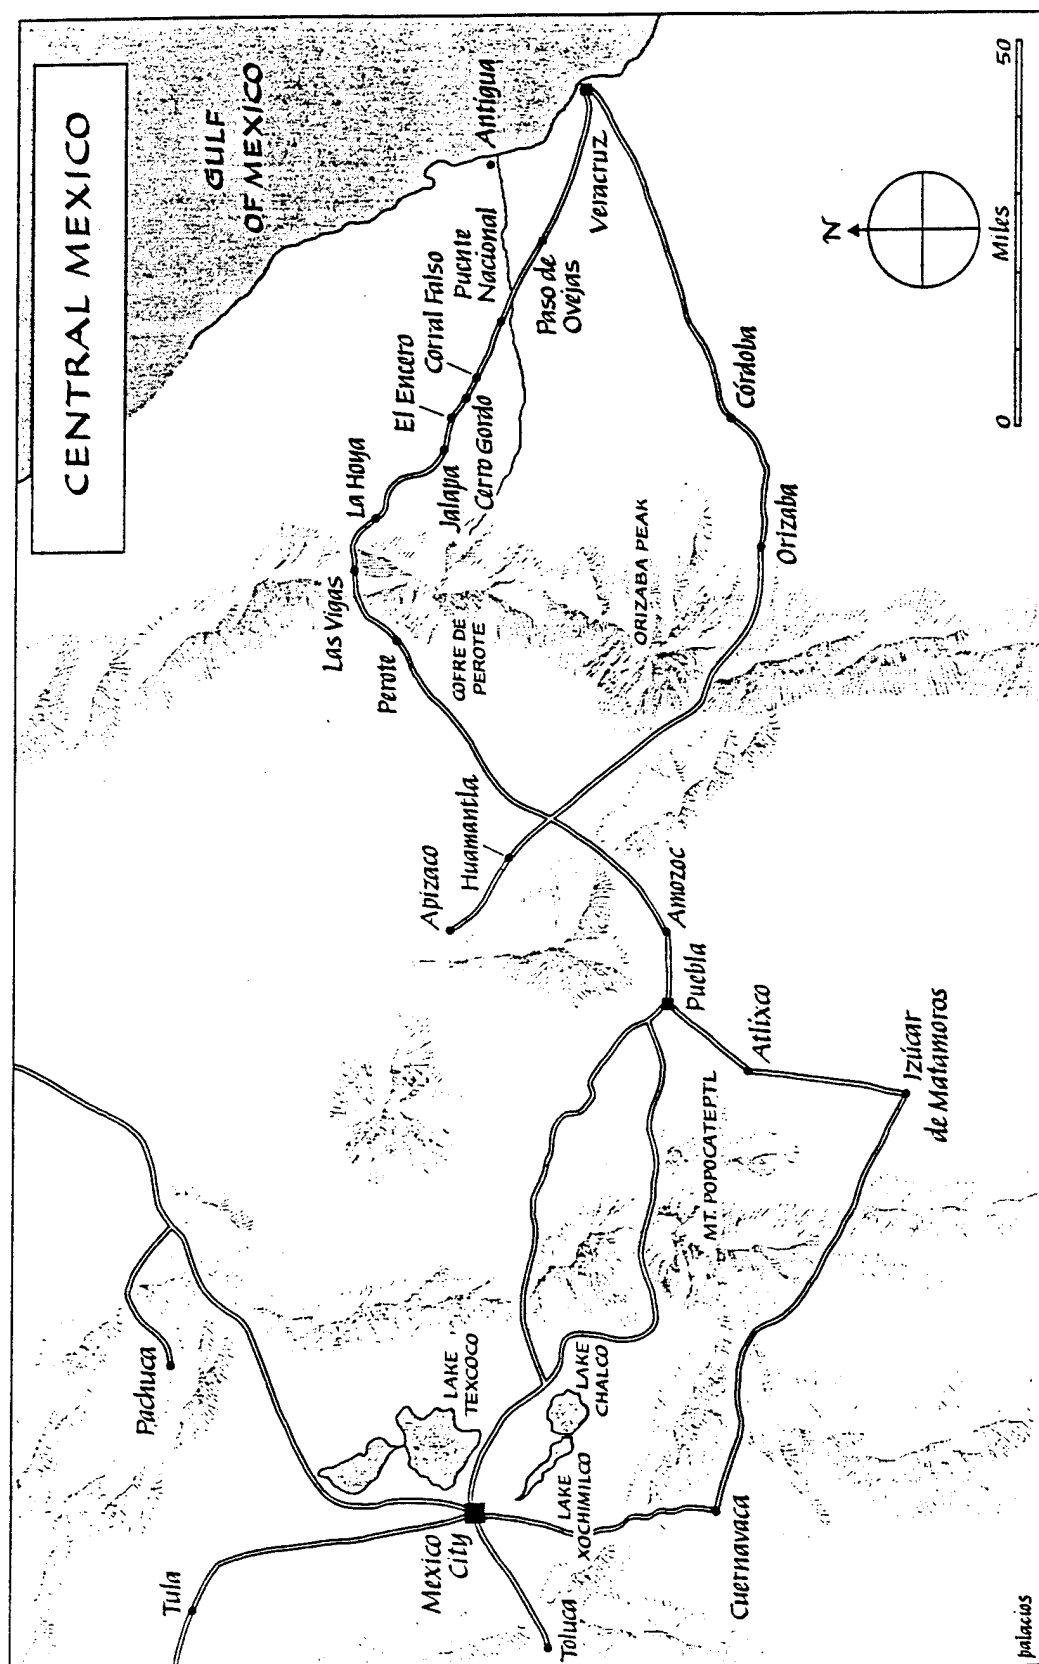 CENTRAL MEXICO
GULF
OF MEXICO
Antigua
Veracruz
Puente
Nacional
Paso de
Ovejas
Corral Falso
El Encero
Cerro Gordo
Jalapa
La Hoya
Las Vigas
Perote
COFRE DE
PEROTE
ORIZABA PEAK
Córdoba
Orizaba
Huamantla
Apizaco
Amozoc
Puebla
Atlixco
Izúcar
de Matamoros
MT. POPOCATEPTL
Pachuca
LAKE
TEXCOCO
LAKE
CHALCO
LAKE
XOCHIMILCO
Mexico
City
Tula
Toluca
Cuernavaca
N
0
50
Miles
palacios